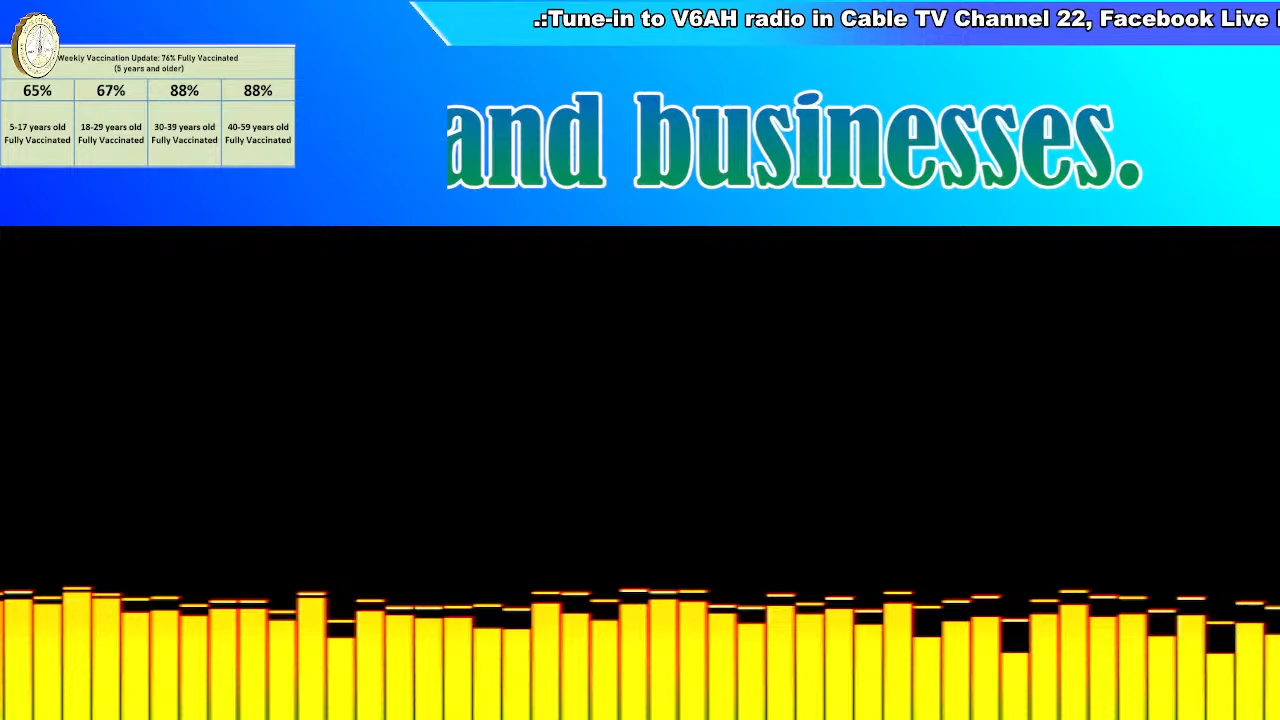 .:Tune-in to V6AH radio in Cable TV Channel 22, Facebook Live
Weekly Vaccination Update: 76% Fully Vaccinated
(5 years and older)
65% 67% 88% 88%
5-17 years old 18-29 years old 30-39 years old 40-59 years old
Fully Vaccinated Fully Vaccinated Fully Vaccinated Fully Vaccinated
and businesses.